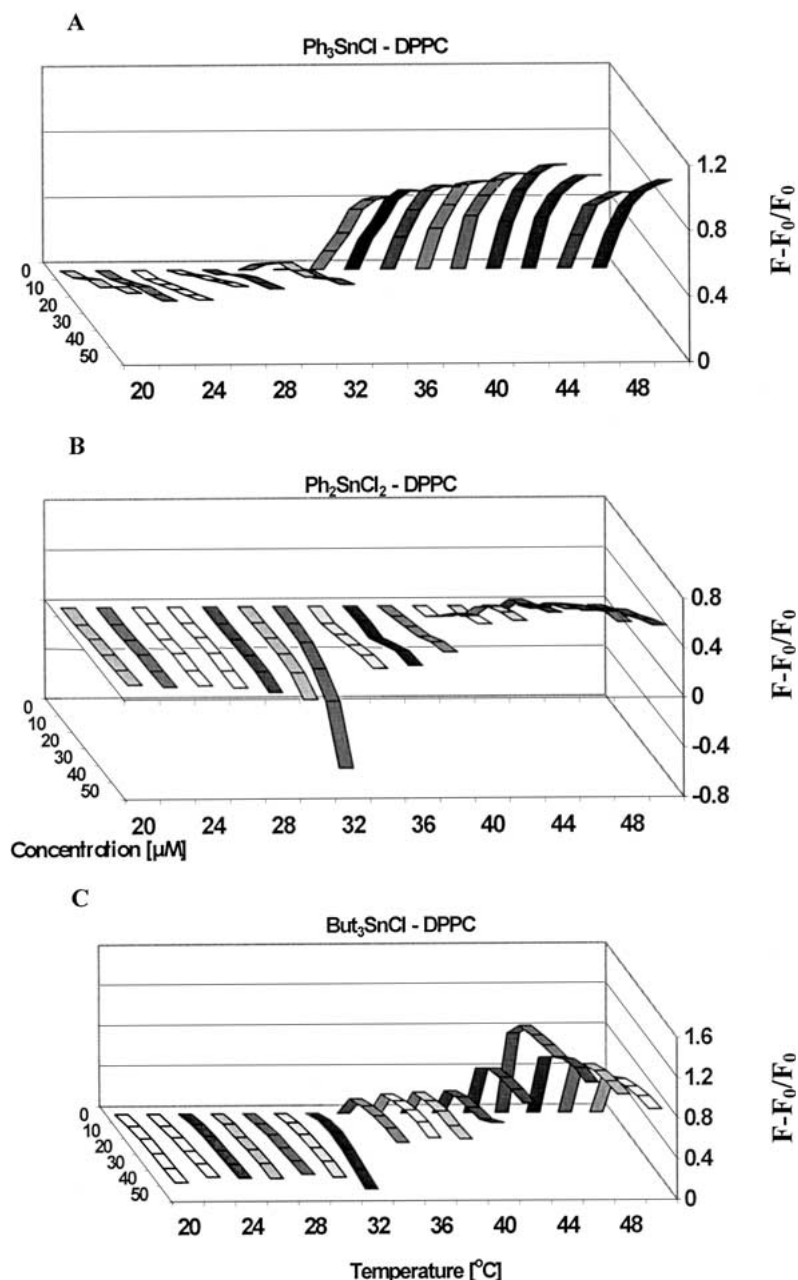 A
Ph₃SnCl - DPPC
1.2
0.8
0.4
0
F-F₀/F₀
0
10
20
30
40
50
20 24 28 32 36 40 44 48
B
Ph₂SnCl₂ - DPPC
0.8
0.4
0
-0.4
-0.8
F-F₀/F₀
0
10
20
30
40
50
20 24 28 32 36 40 44 48
Concentration [µM]
C
But₃SnCl - DPPC
1.6
1.2
0.8
0.4
0
F-F₀/F₀
0
10
20
30
40
50
20 24 28 32 36 40 44 48
Temperature [°C]